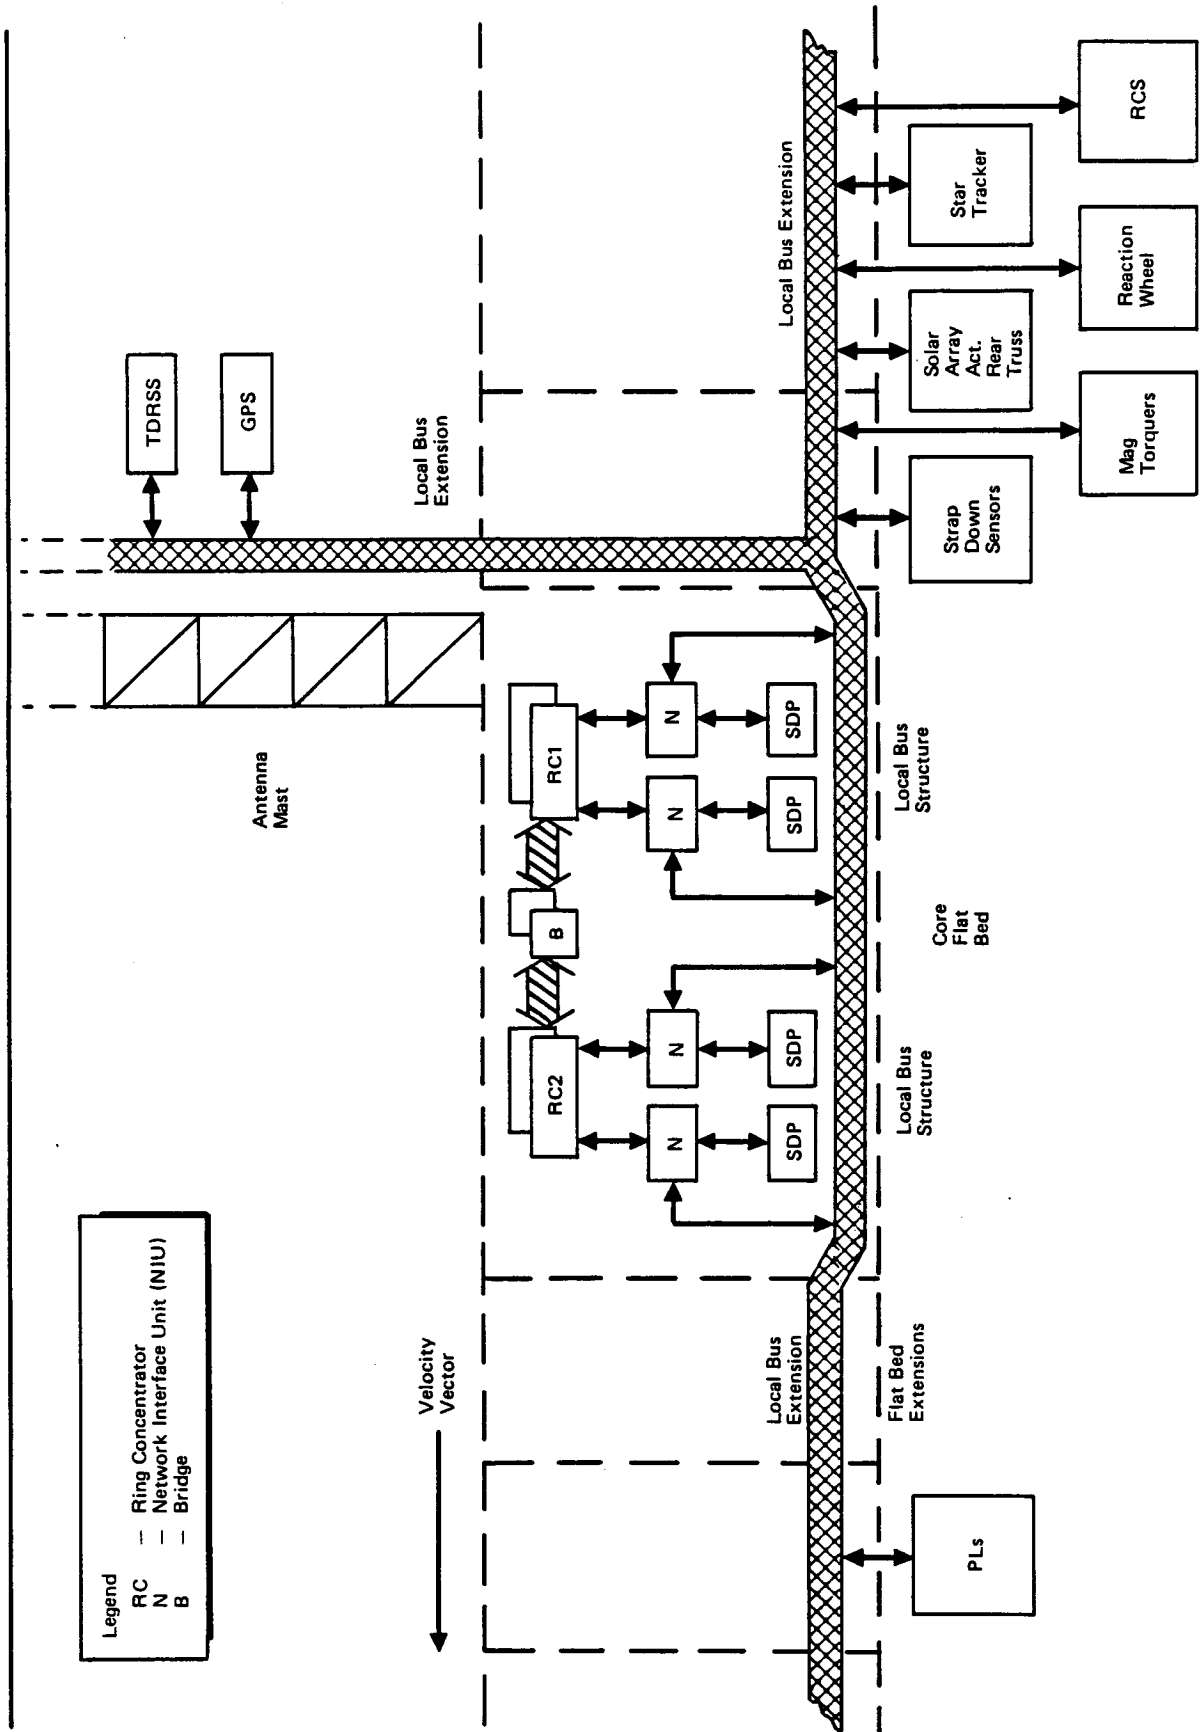 Legend
RC — Ring Concentrator
N — Network Interface Unit (NIU)
B — Bridge
Antenna
Mast
TDRSS
GPS
Velocity
Vector
Local Bus
Extension
RC2
B
RC1
N
N
N
N
SDP
SDP
SDP
SDP
Local Bus
Extension
Local Bus Extension
Flat Bed
Extensions
Local Bus
Structure
Local Bus
Structure
Core
Flat
Bed
PLs
Strap
Down
Sensors
Solar
Array
Act.
Rear
Truss
Star
Tracker
Mag
Torquers
Reaction
Wheel
RCS